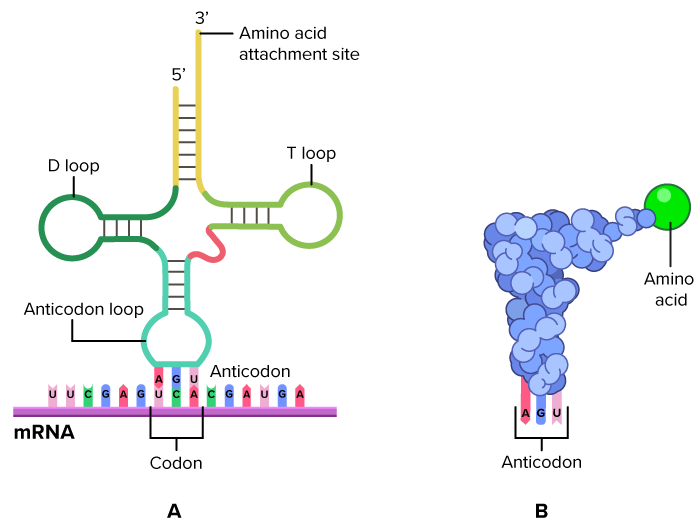 3'
Amino acid
attachment site
5'
D loop
T loop
Anticodon loop
Anticodon
A G U
U U C G A G U C A C G A U G A
mRNA
Codon
A
Amino
acid
A G U
Anticodon
B